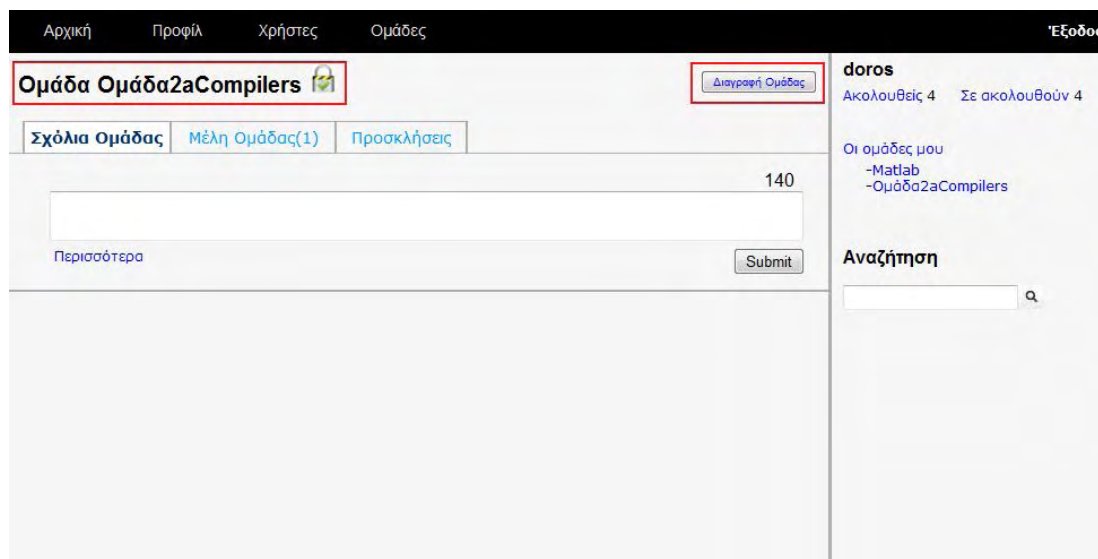 Αρχική Προφίλ Χρήστες Ομάδες Έξοδος
Ομάδα Ομάδα2aCompilers
Διαγραφή Ομάδας
Σχόλια Ομάδας Μέλη Ομάδας(1) Προσκλήσεις
140
Περισσότερα
Submit
doros
Ακολουθείς 4 Σε ακολουθούν 4
Οι ομάδες μου
-Matlab
-Ομάδα2aCompilers
Αναζήτηση